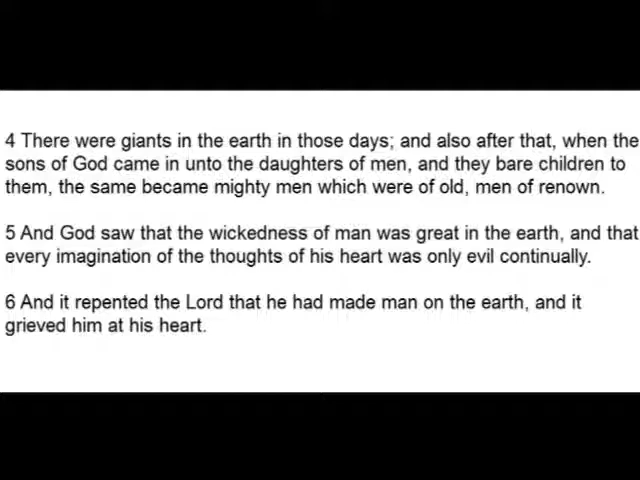 4 There were giants in the earth in those days; and also after that, when the
sons of God came in unto the daughters of men, and they bare children to
them, the same became mighty men which were of old, men of renown.
5 And God saw that the wickedness of man was great in the earth, and that
every imagination of the thoughts of his heart was only evil continually.
6 And it repented the Lord that he had made man on the earth, and it
grieved him at his heart.